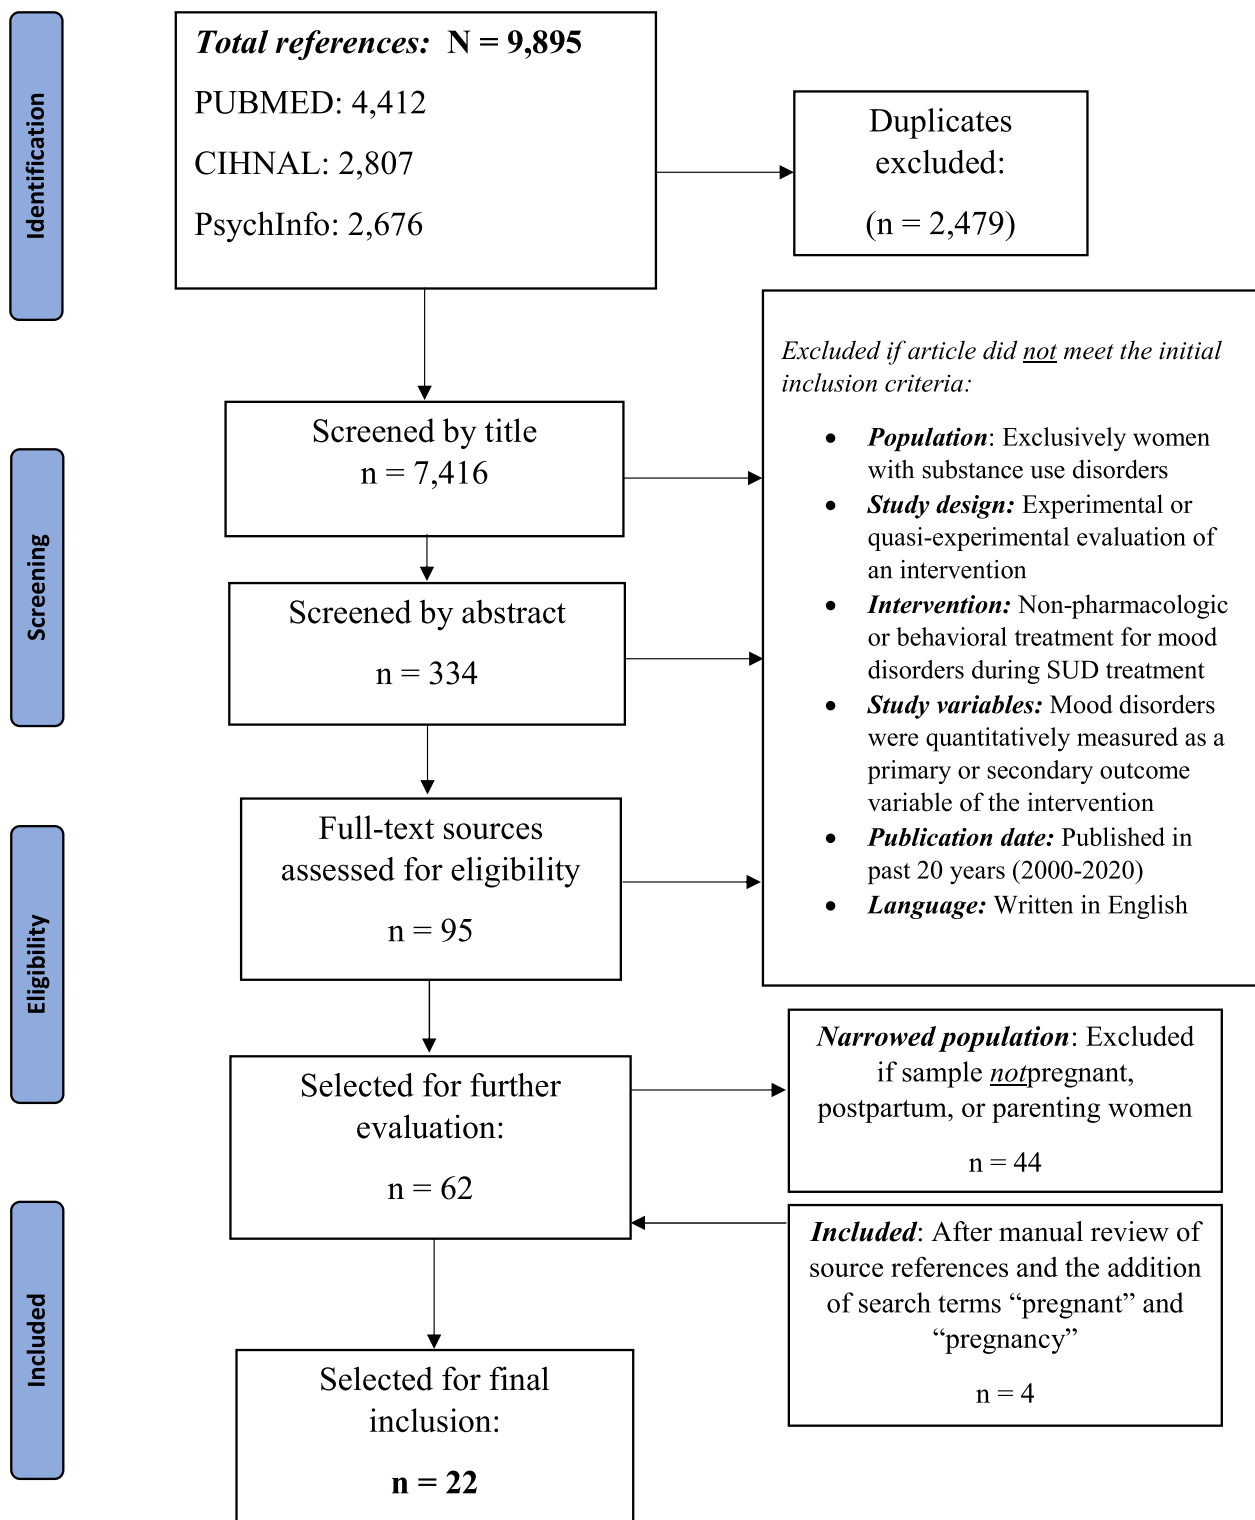 Identification
Total references: N = 9,895
PUBMED: 4,412
CIHNAL: 2,807
PsychInfo: 2,676
Duplicates
excluded:
(n = 2,479)
Screening
Screened by title
n = 7,416
Screened by abstract
n = 334
Excluded if article did not meet the initial
inclusion criteria:
• Population: Exclusively women
with substance use disorders
• Study design: Experimental or
quasi-experimental evaluation of
an intervention
• Intervention: Non-pharmacologic
or behavioral treatment for mood
disorders during SUD treatment
• Study variables: Mood disorders
were quantitatively measured as a
primary or secondary outcome
variable of the intervention
• Publication date: Published in
past 20 years (2000-2020)
• Language: Written in English
Eligibility
Full-text sources
assessed for eligibility
n = 95
Selected for further
evaluation:
n = 62
Narrowed population: Excluded
if sample notpregnant,
postpartum, or parenting women
n = 44
Included
Included: After manual review of
source references and the addition
of search terms “pregnant” and
“pregnancy”
n = 4
Selected for final
inclusion:
n = 22